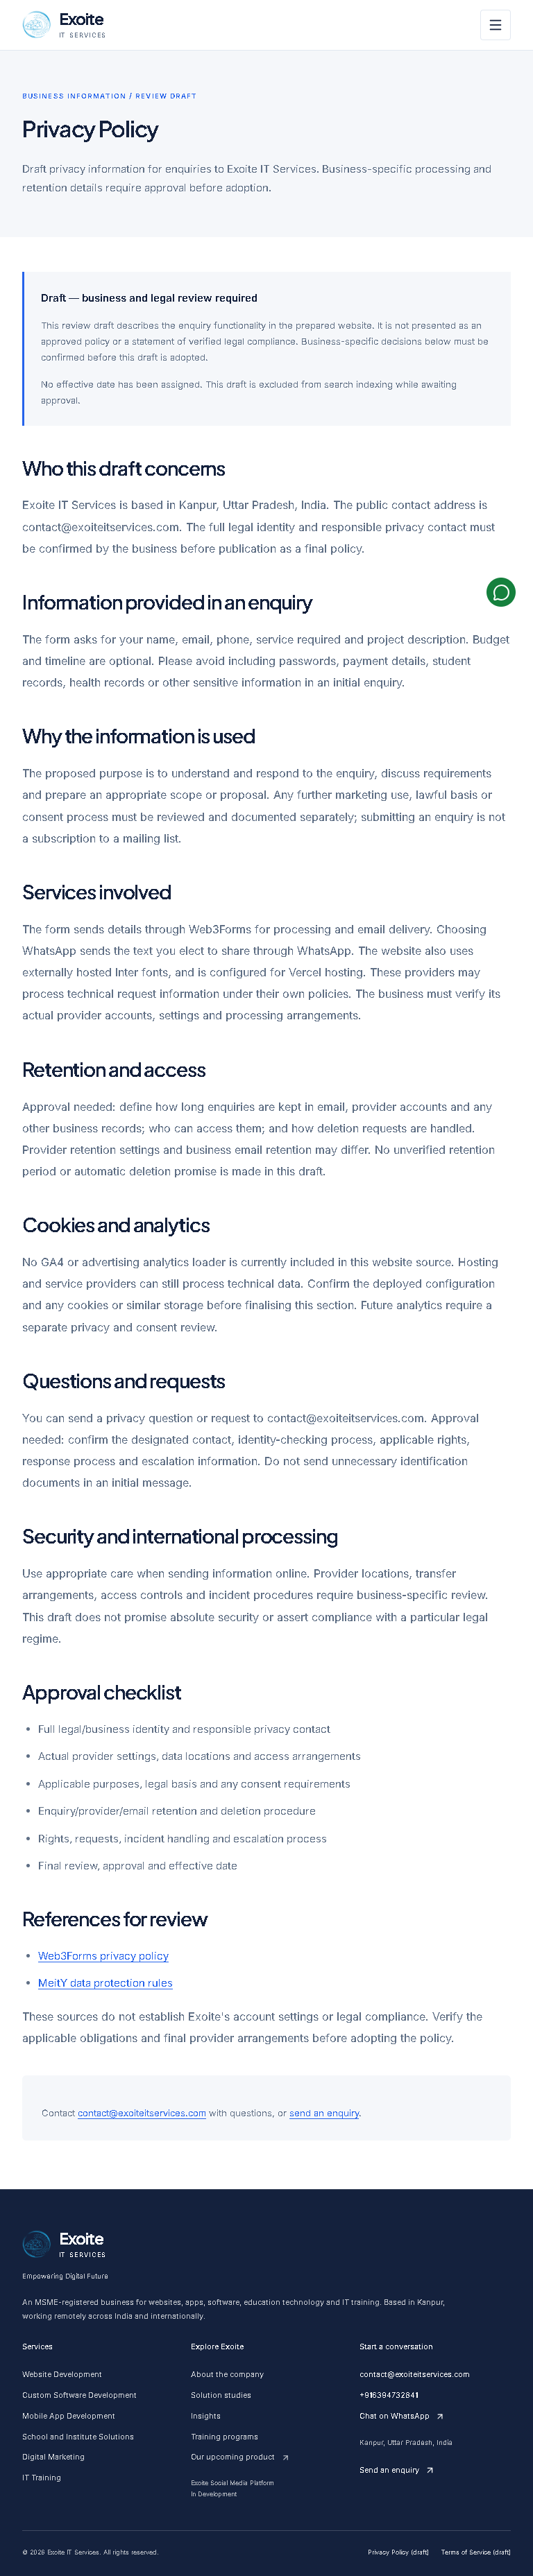 Exoite
IT SERVICES
BUSINESS INFORMATION / REVIEW DRAFT
Privacy Policy
Draft privacy information for enquiries to Exoite IT Services. Business-specific processing and
retention details require approval before adoption.
Draft — business and legal review required
This review draft describes the enquiry functionality in the prepared website. It is not presented as an
approved policy or a statement of verified legal compliance. Business-specific decisions below must be
confirmed before this draft is adopted.
No effective date has been assigned. This draft is excluded from search indexing while awaiting
approval.
Who this draft concerns
Exoite IT Services is based in Kanpur, Uttar Pradesh, India. The public contact address is
contact@exoiteitservices.com. The full legal identity and responsible privacy contact must
be confirmed by the business before publication as a final policy.
Information provided in an enquiry
The form asks for your name, email, phone, service required and project description. Budget
and timeline are optional. Please avoid including passwords, payment details, student
records, health records or other sensitive information in an initial enquiry.
Why the information is used
The proposed purpose is to understand and respond to the enquiry, discuss requirements
and prepare an appropriate scope or proposal. Any further marketing use, lawful basis or
consent process must be reviewed and documented separately; submitting an enquiry is not
a subscription to a mailing list.
Services involved
The form sends details through Web3Forms for processing and email delivery. Choosing
WhatsApp sends the text you elect to share through WhatsApp. The website also uses
externally hosted Inter fonts, and is configured for Vercel hosting. These providers may
process technical request information under their own policies. The business must verify its
actual provider accounts, settings and processing arrangements.
Retention and access
Approval needed: define how long enquiries are kept in email, provider accounts and any
other business records; who can access them; and how deletion requests are handled.
Provider retention settings and business email retention may differ. No unverified retention
period or automatic deletion promise is made in this draft.
Cookies and analytics
No GA4 or advertising analytics loader is currently included in this website source. Hosting
and service providers can still process technical data. Confirm the deployed configuration
and any cookies or similar storage before finalising this section. Future analytics require a
separate privacy and consent review.
Questions and requests
You can send a privacy question or request to contact@exoiteitservices.com. Approval
needed: confirm the designated contact, identity-checking process, applicable rights,
response process and escalation information. Do not send unnecessary identification
documents in an initial message.
Security and international processing
Use appropriate care when sending information online. Provider locations, transfer
arrangements, access controls and incident procedures require business-specific review.
This draft does not promise absolute security or assert compliance with a particular legal
regime.
Approval checklist
• Full legal/business identity and responsible privacy contact
• Actual provider settings, data locations and access arrangements
• Applicable purposes, legal basis and any consent requirements
• Enquiry/provider/email retention and deletion procedure
• Rights, requests, incident handling and escalation process
• Final review, approval and effective date
References for review
• Web3Forms privacy policy
• MeitY data protection rules
These sources do not establish Exoite's account settings or legal compliance. Verify the
applicable obligations and final provider arrangements before adopting the policy.
Contact contact@exoiteitservices.com with questions, or send an enquiry.
Exoite
IT SERVICES
Empowering Digital Future
An MSME-registered business for websites, apps, software, education technology and IT training. Based in Kanpur,
working remotely across India and internationally.
Services
Website Development
Custom Software Development
Mobile App Development
School and Institute Solutions
Digital Marketing
IT Training
Explore Exoite
About the company
Solution studies
Insights
Training programs
Our upcoming product
Exoite Social Media Platform
In Development
Start a conversation
contact@exoiteitservices.com
+916394732841
Chat on WhatsApp
Kanpur, Uttar Pradesh, India
Send an enquiry
© 2026 Exoite IT Services. All rights reserved.
Privacy Policy (draft)
Terms of Service (draft)